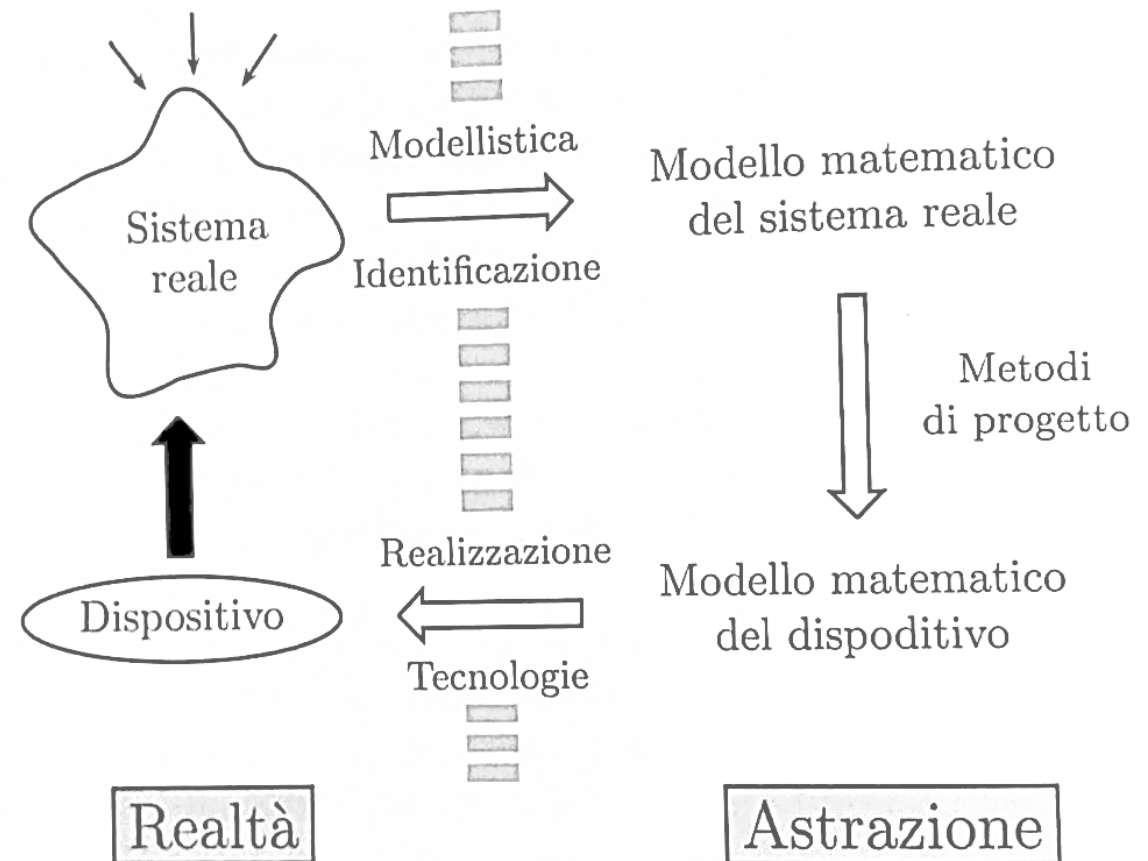 Modellistica
Sistema
reale
Identificazione
Modello matematico
del sistema reale
Metodi
di progetto
Realizzazione
Dispositivo
Tecnologie
Modello matematico
del dispoditivo
Realtà
Astrazione